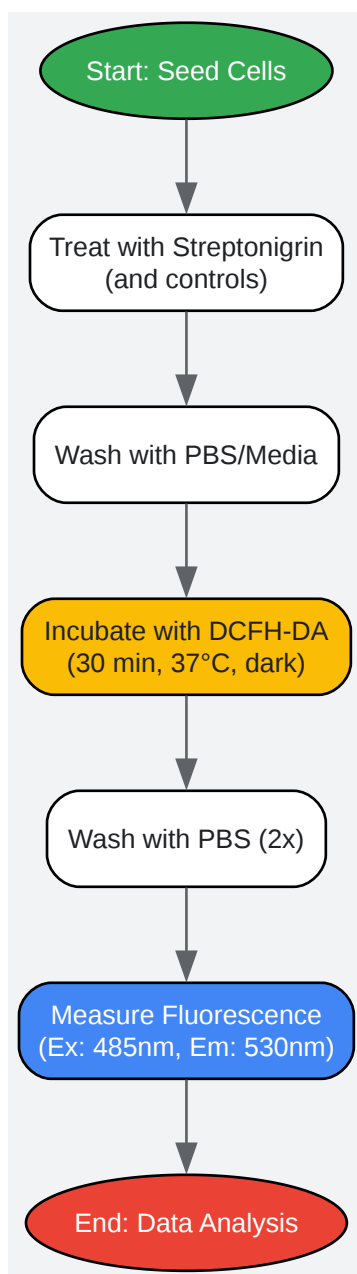 Start: Seed Cells
Treat with Streptonigrin
(and controls)
Wash with PBS/Media
Incubate with DCFH-DA
(30 min, 37°C, dark)
Wash with PBS (2x)
Measure Fluorescence
(Ex: 485nm, Em: 530nm)
End: Data Analysis